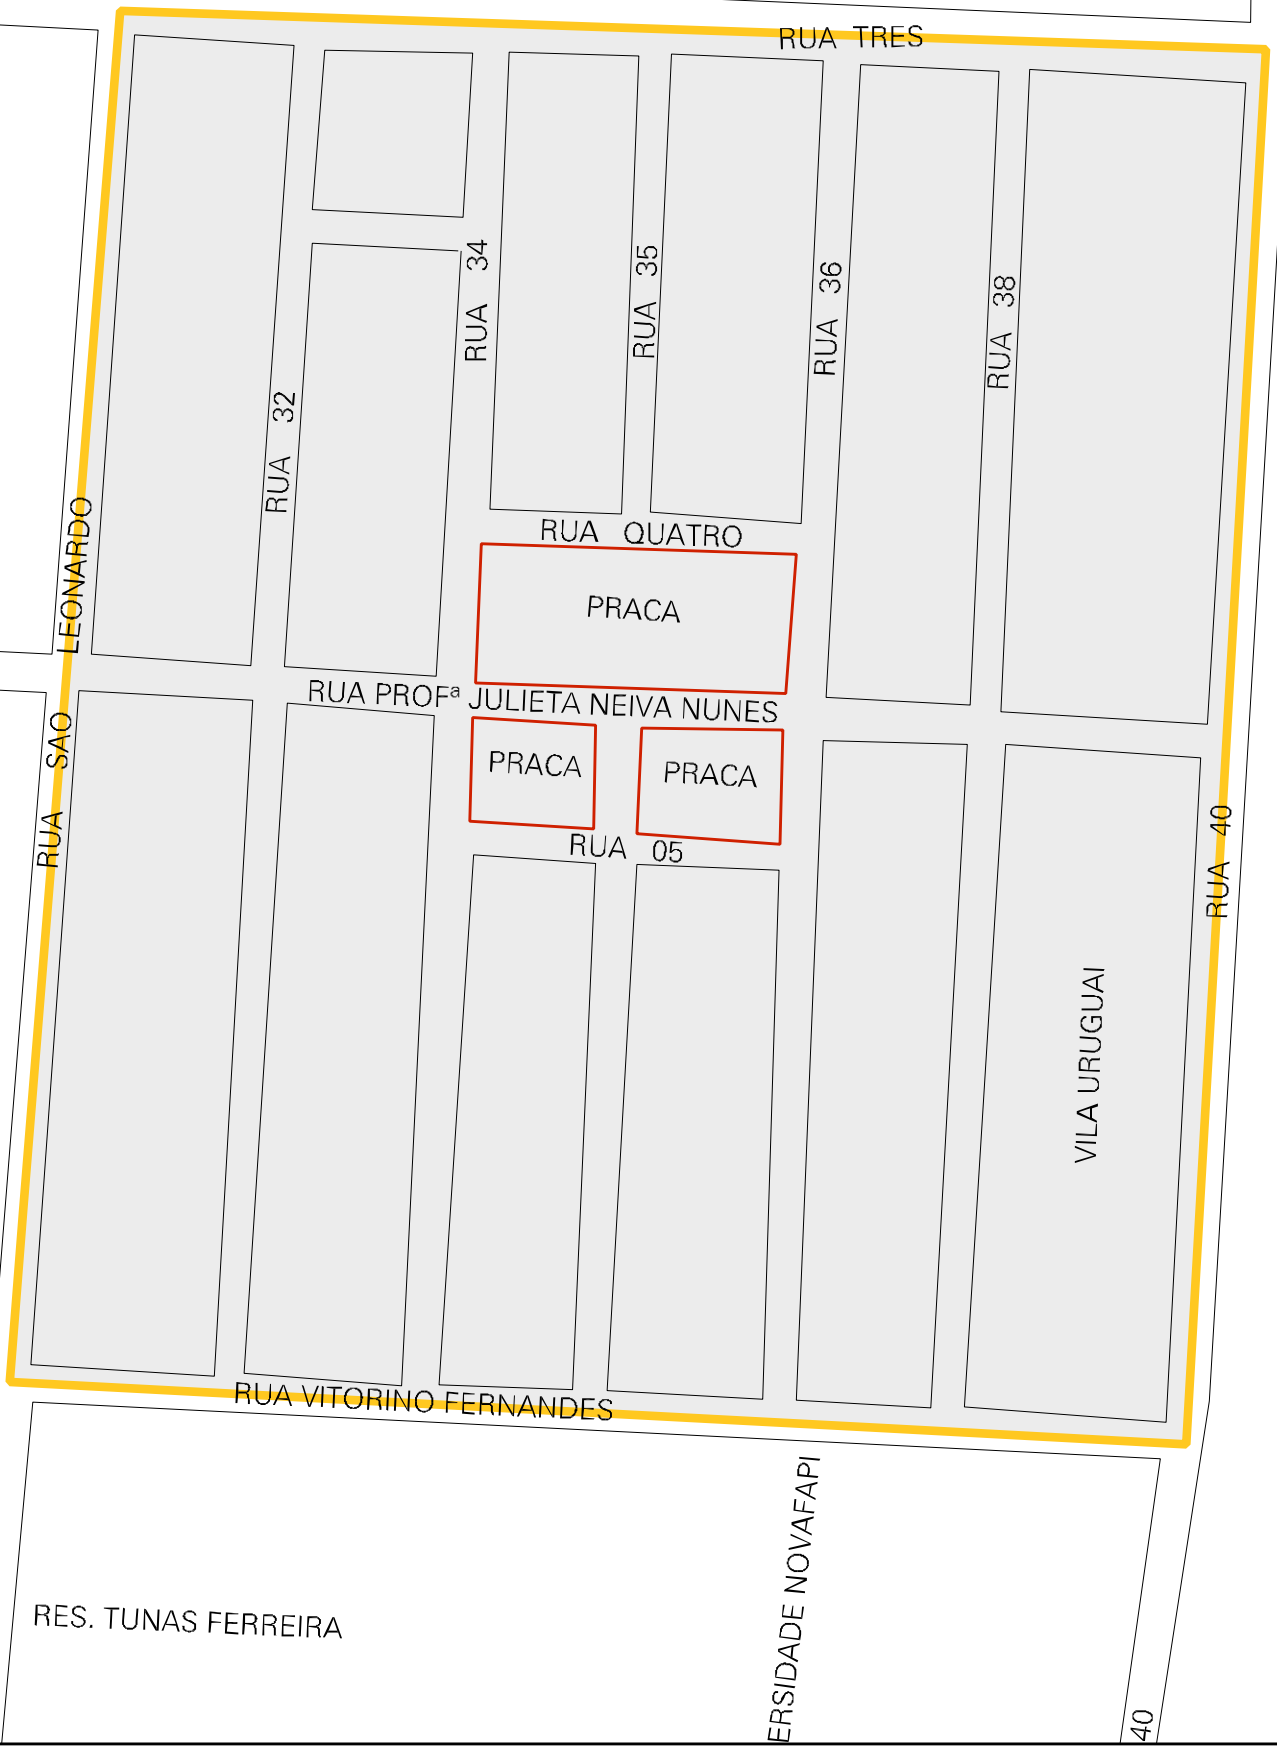 RUA TRES
RUA 34
RUA 35
RUA 36
RUA 38
RUA 32
RUA SAO LEONARDO
RUA QUATRO
PRACA
RUA PROFª JULIETA NEIVA NUNES
PRACA
PRACA
RUA 05
RUA 40
VILA URUGUAI
RUA VITORINO FERNANDES
ERSIDADE NOVAFAPI
RES. TUNAS FERREIRA
40